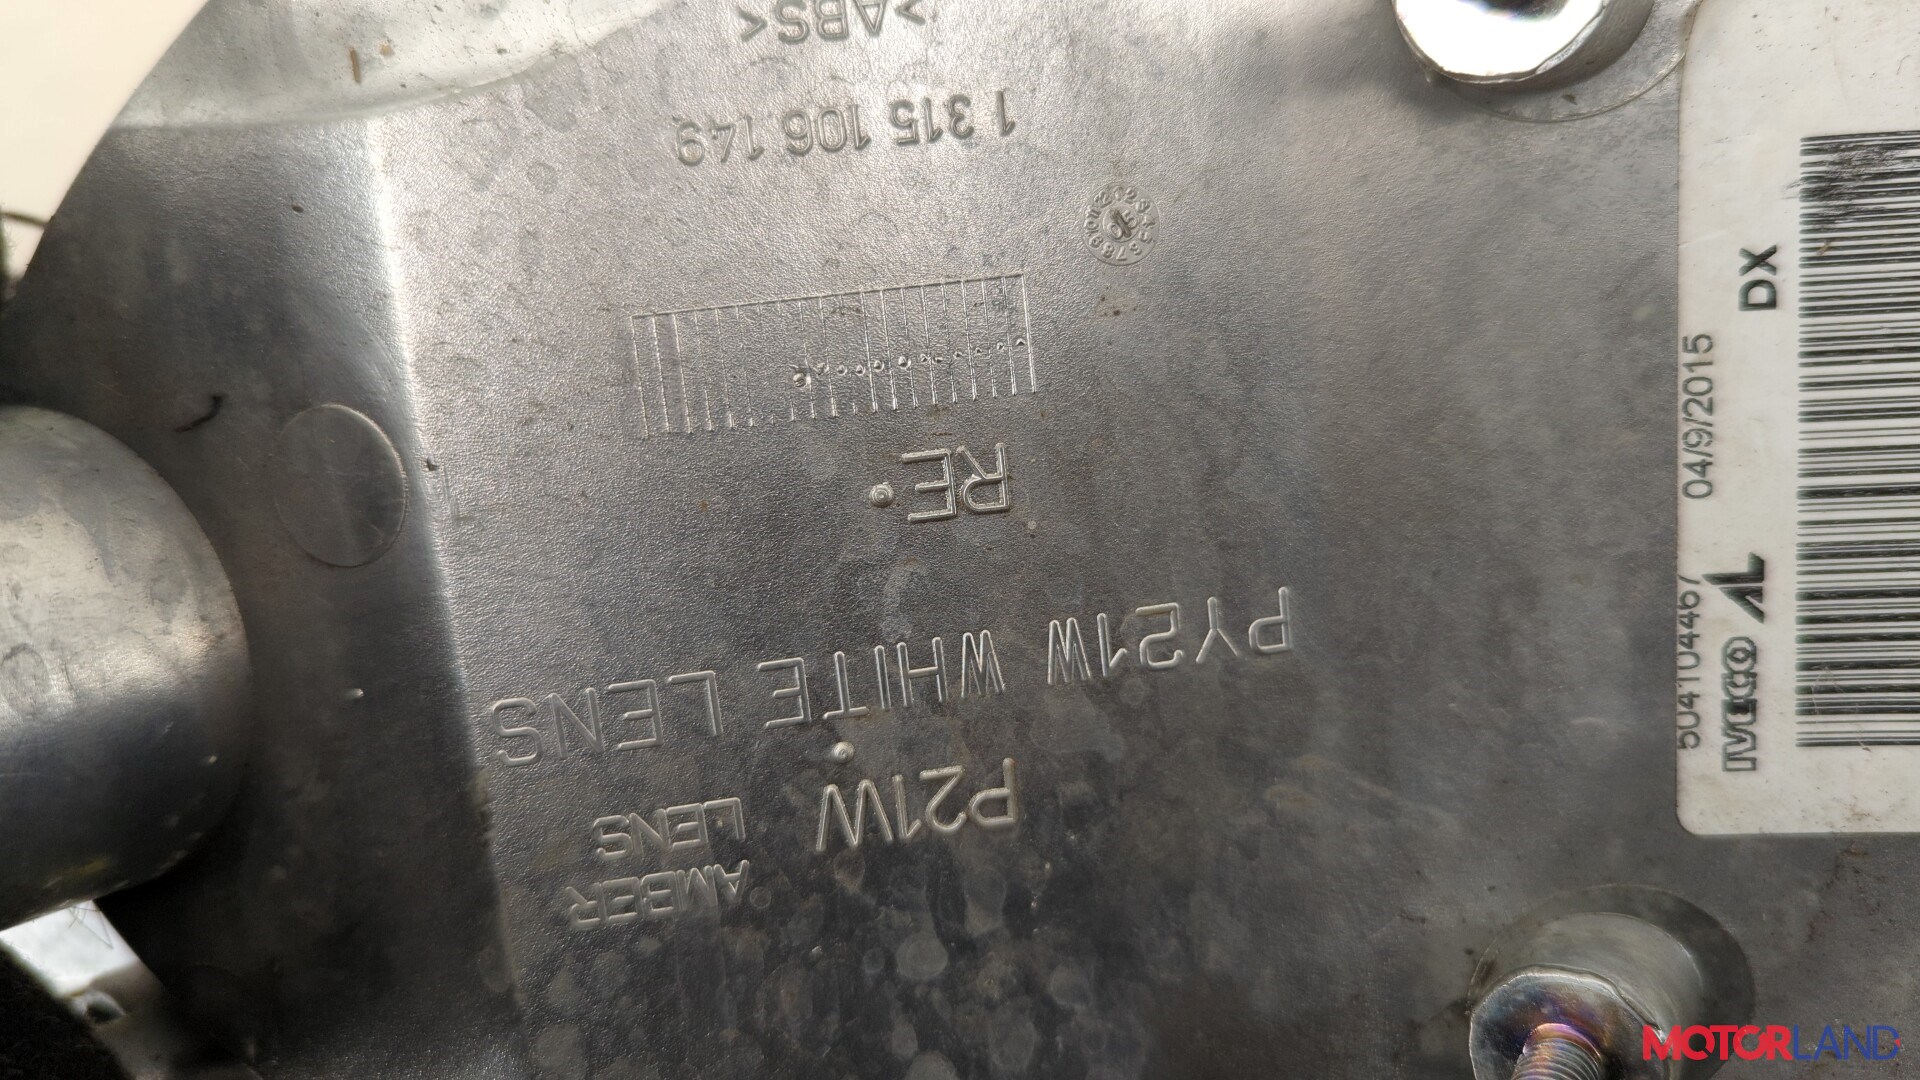 PY21W WHITE LENS
P21W
AMBER
LENS
RE
1 315 106 149
>ABS<
504104467 04/9/2015
IVECO AL DX
MOTORLAND